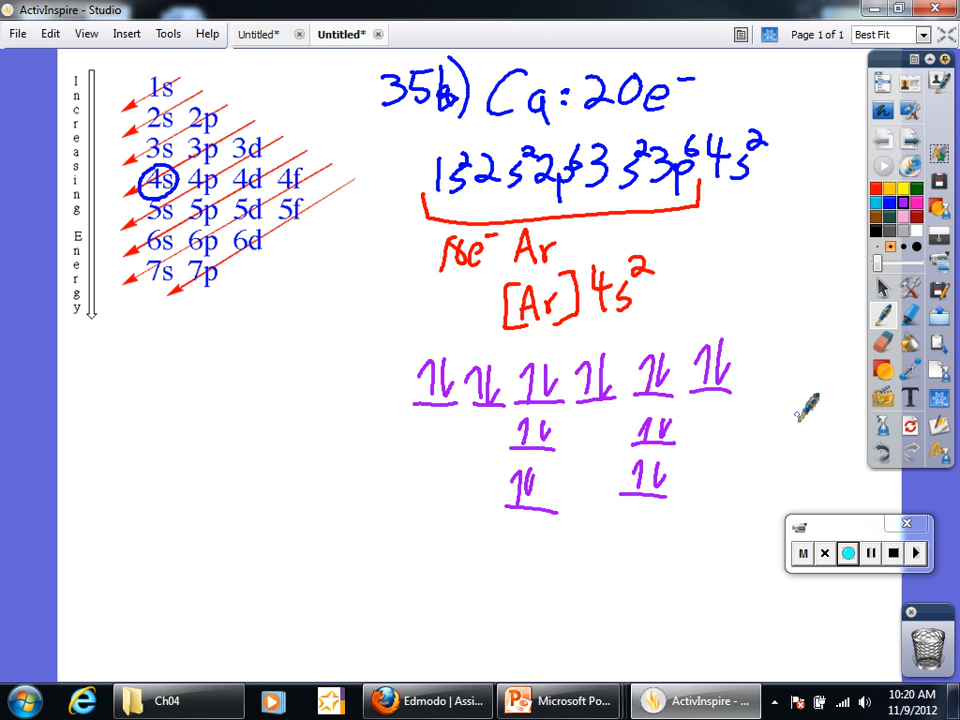 ActivInspire - Studio
File Edit View Insert Tools Help Untitled* Untitled* Page 1 of 1 Best Fit
Increasing Energy
1s
2s 2p
3s 3p 3d
4s 4p 4d 4f
5s 5p 5d 5f
6s 6p 6d
7s 7p
35b) Ca: 20e⁻
1s²2s²2p⁶3s²3p⁶4s²
18e⁻ Ar
[Ar]4s²
M
Ch04 Edmodo | Assi... Microsoft Po... ActivInspire - ... 10:20 AM
11/9/2012